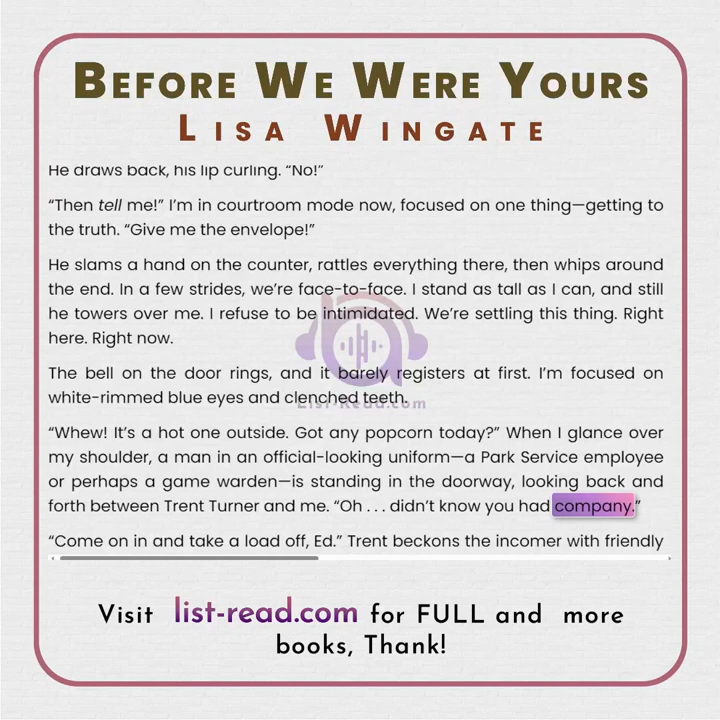 BEFORE WE WERE YOURS
LISA WINGATE
He draws back, his lip curling. “No!”
“Then tell me!” I’m in courtroom mode now, focused on one thing—getting to
the truth. “Give me the envelope!”
He slams a hand on the counter, rattles everything there, then whips around
the end. In a few strides, we’re face-to-face. I stand as tall as I can, and still
he towers over me. I refuse to be intimidated. We’re settling this thing. Right
here. Right now.
The bell on the door rings, and it barely registers at first. I’m focused on
white-rimmed blue eyes and clenched teeth.
List-Read.com
“Whew! It’s a hot one outside. Got any popcorn today?” When I glance over
my shoulder, a man in an official-looking uniform—a Park Service employee
or perhaps a game warden—is standing in the doorway, looking back and
forth between Trent Turner and me. “Oh . . . didn’t know you had company.”
“Come on in and take a load off, Ed.” Trent beckons the incomer with friendly
Visit list-read.com for FULL and more
books, Thank!